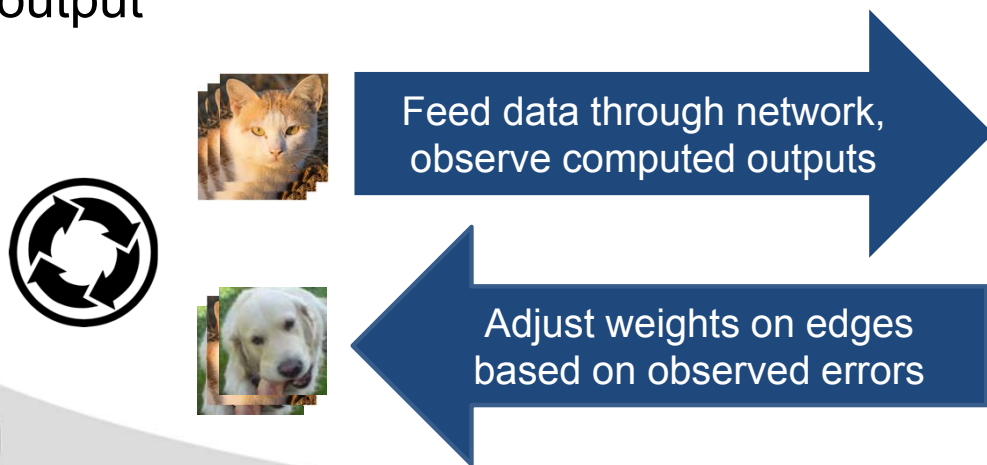 output
Feed data through network,
observe computed outputs
Adjust weights on edges
based on observed errors